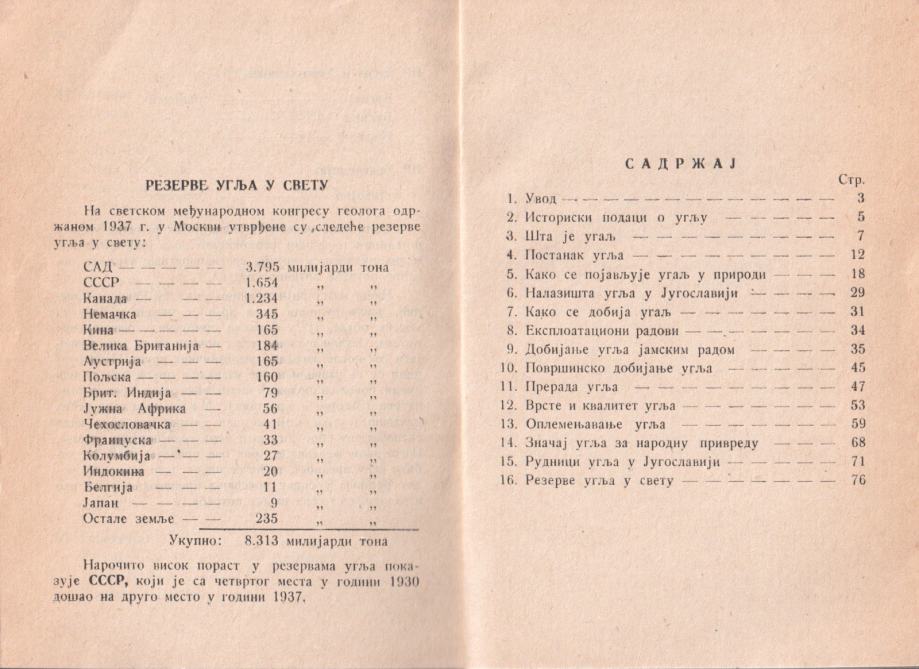 РЕЗЕРВЕ УГЉА У СВЕТУ
На светском међународном конгресу геолога одр-
жаном 1937 г. у Москви утврђене су ,следеће резерве
угља у свету:
САД — — — — — 3.795 милијарди тона
СССР — — — — 1.654 „ „
Канада — — — — 1.234 „ „
Немачка — — — 345 „ „
Кина — — — — — 165 „ „
Велика Британија — 184 „ „
Аустрија — — — — 165 „ „
Пољска — — — — 160 „ „
Брит. Индија — — — 79 „ „
Јужна Африка — 56 „ „
Чехословачка — — 41 „ „
Француска — — — 33 „ „
Колумбија — — — 27 „ „
Индокина — — — 20 „ „
Белгија — — — — 11 „ „
Јапан — — — — — 9 „ „
Остале земље — — 235 „ „
Укупно: 8.313 милијарди тона
Нарочито висок пораст у резервама угља пока-
зује СССР, који је са четвртог места у години 1930
дошао на друго место у години 1937.
САДРЖАЈ
Стр.
1. Увод — — — — — — — — — — 3
2. Историски подаци о угљу — — — — — 5
3. Шта је угаљ — — — — — — — — 7
4. Постанак угља — — — — — — — — 12
5. Како се појављује угаљ у природи — — — — 18
6. Налазишта угља у Југославији — — — — — 29
7. Како се добија угаљ — — — — — — — 31
8. Експлоатациони радови — — — — — — 34
9. Добијање угља јамским радом — — — — 35
10. Површинско добијање угља — — — — — 45
11. Прерада угља — — — — — — — — 47
12. Врсте и квалитет угља — — — — — — — 53
13. Оплемењавање угља — — — — — — — 59
14. Значај угља за народну привреду — — — — 68
15. Рудници угља у Југославији — — — — — 71
16. Резерве угља у свету — — — — — — — 76